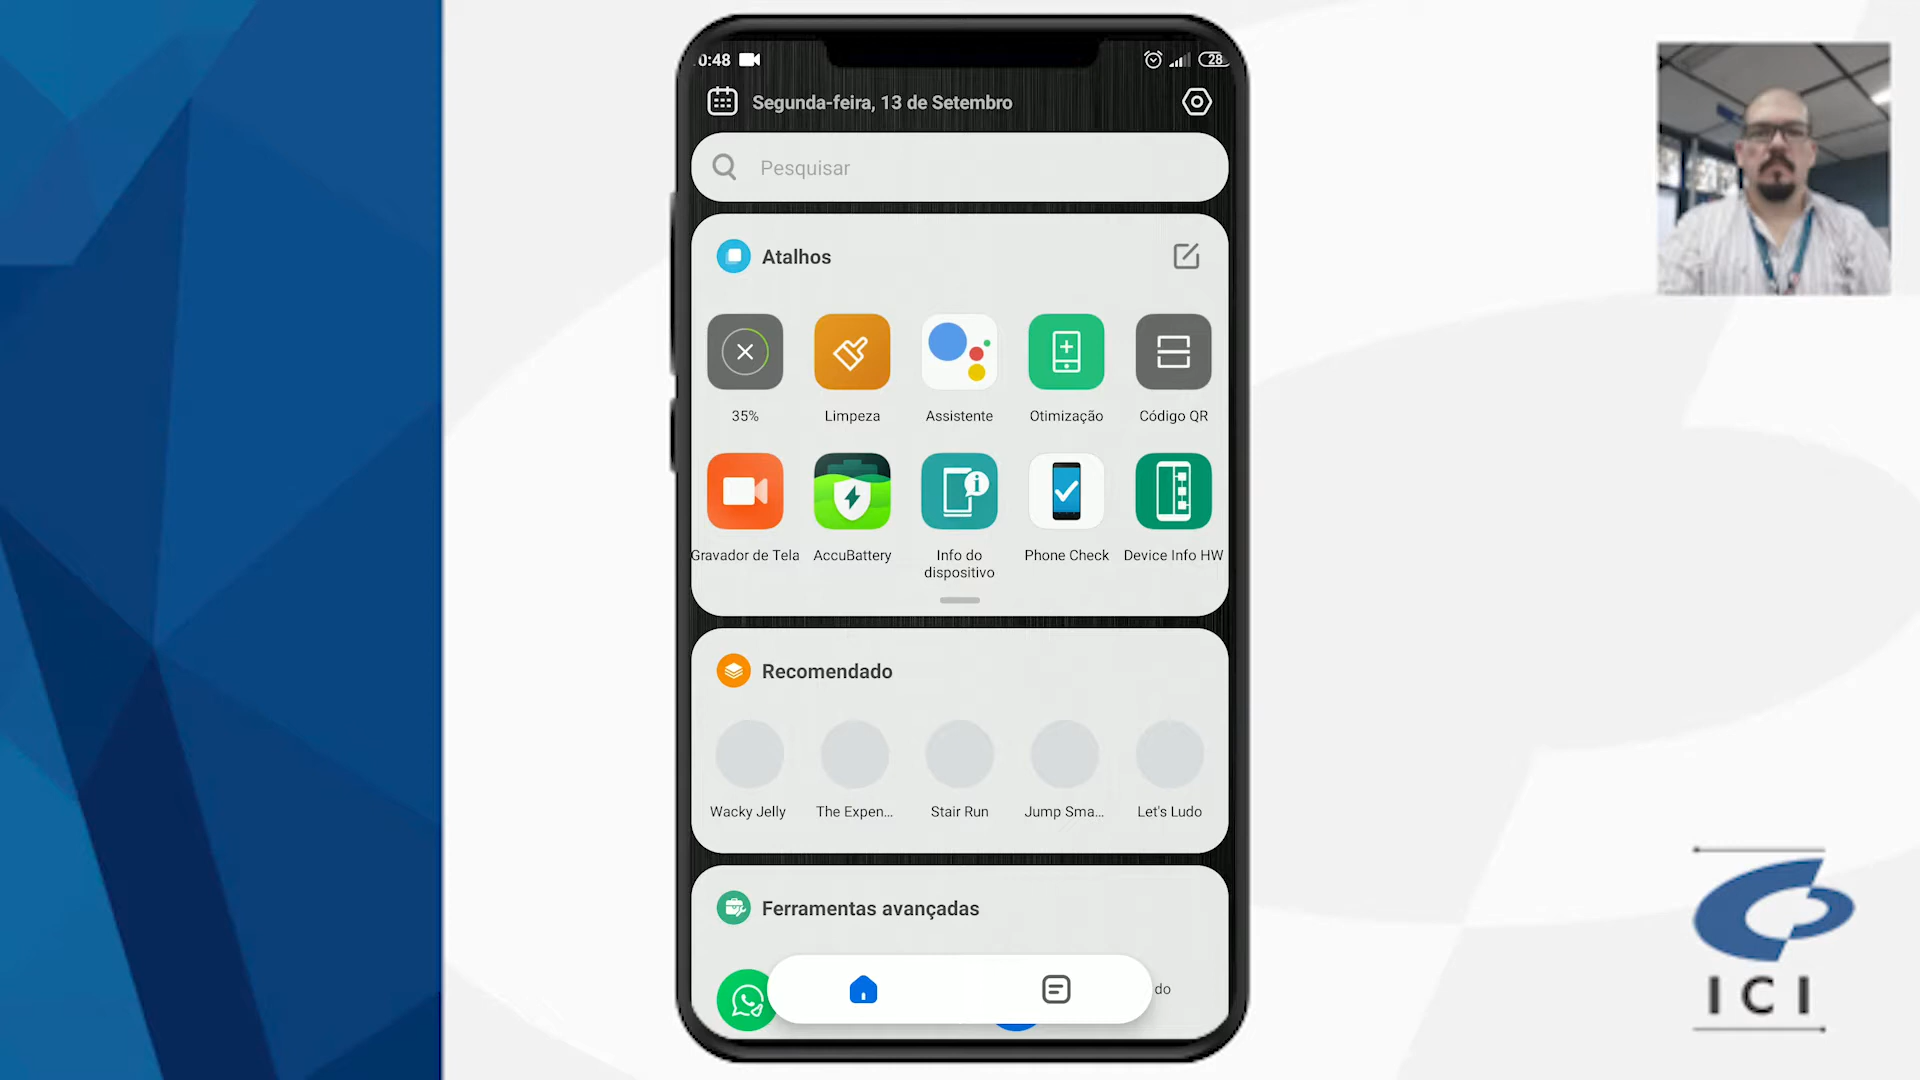 0:48
28
Segunda-feira, 13 de Setembro
Pesquisar
Atalhos
35%
Limpeza
Assistente
Otimização
Código QR
Gravador de Tela
AccuBattery
Info do
dispositivo
Phone Check
Device Info HW
Recomendado
Wacky Jelly
The Expen...
Stair Run
Jump Sma...
Let's Ludo
Ferramentas avançadas
do
ICI